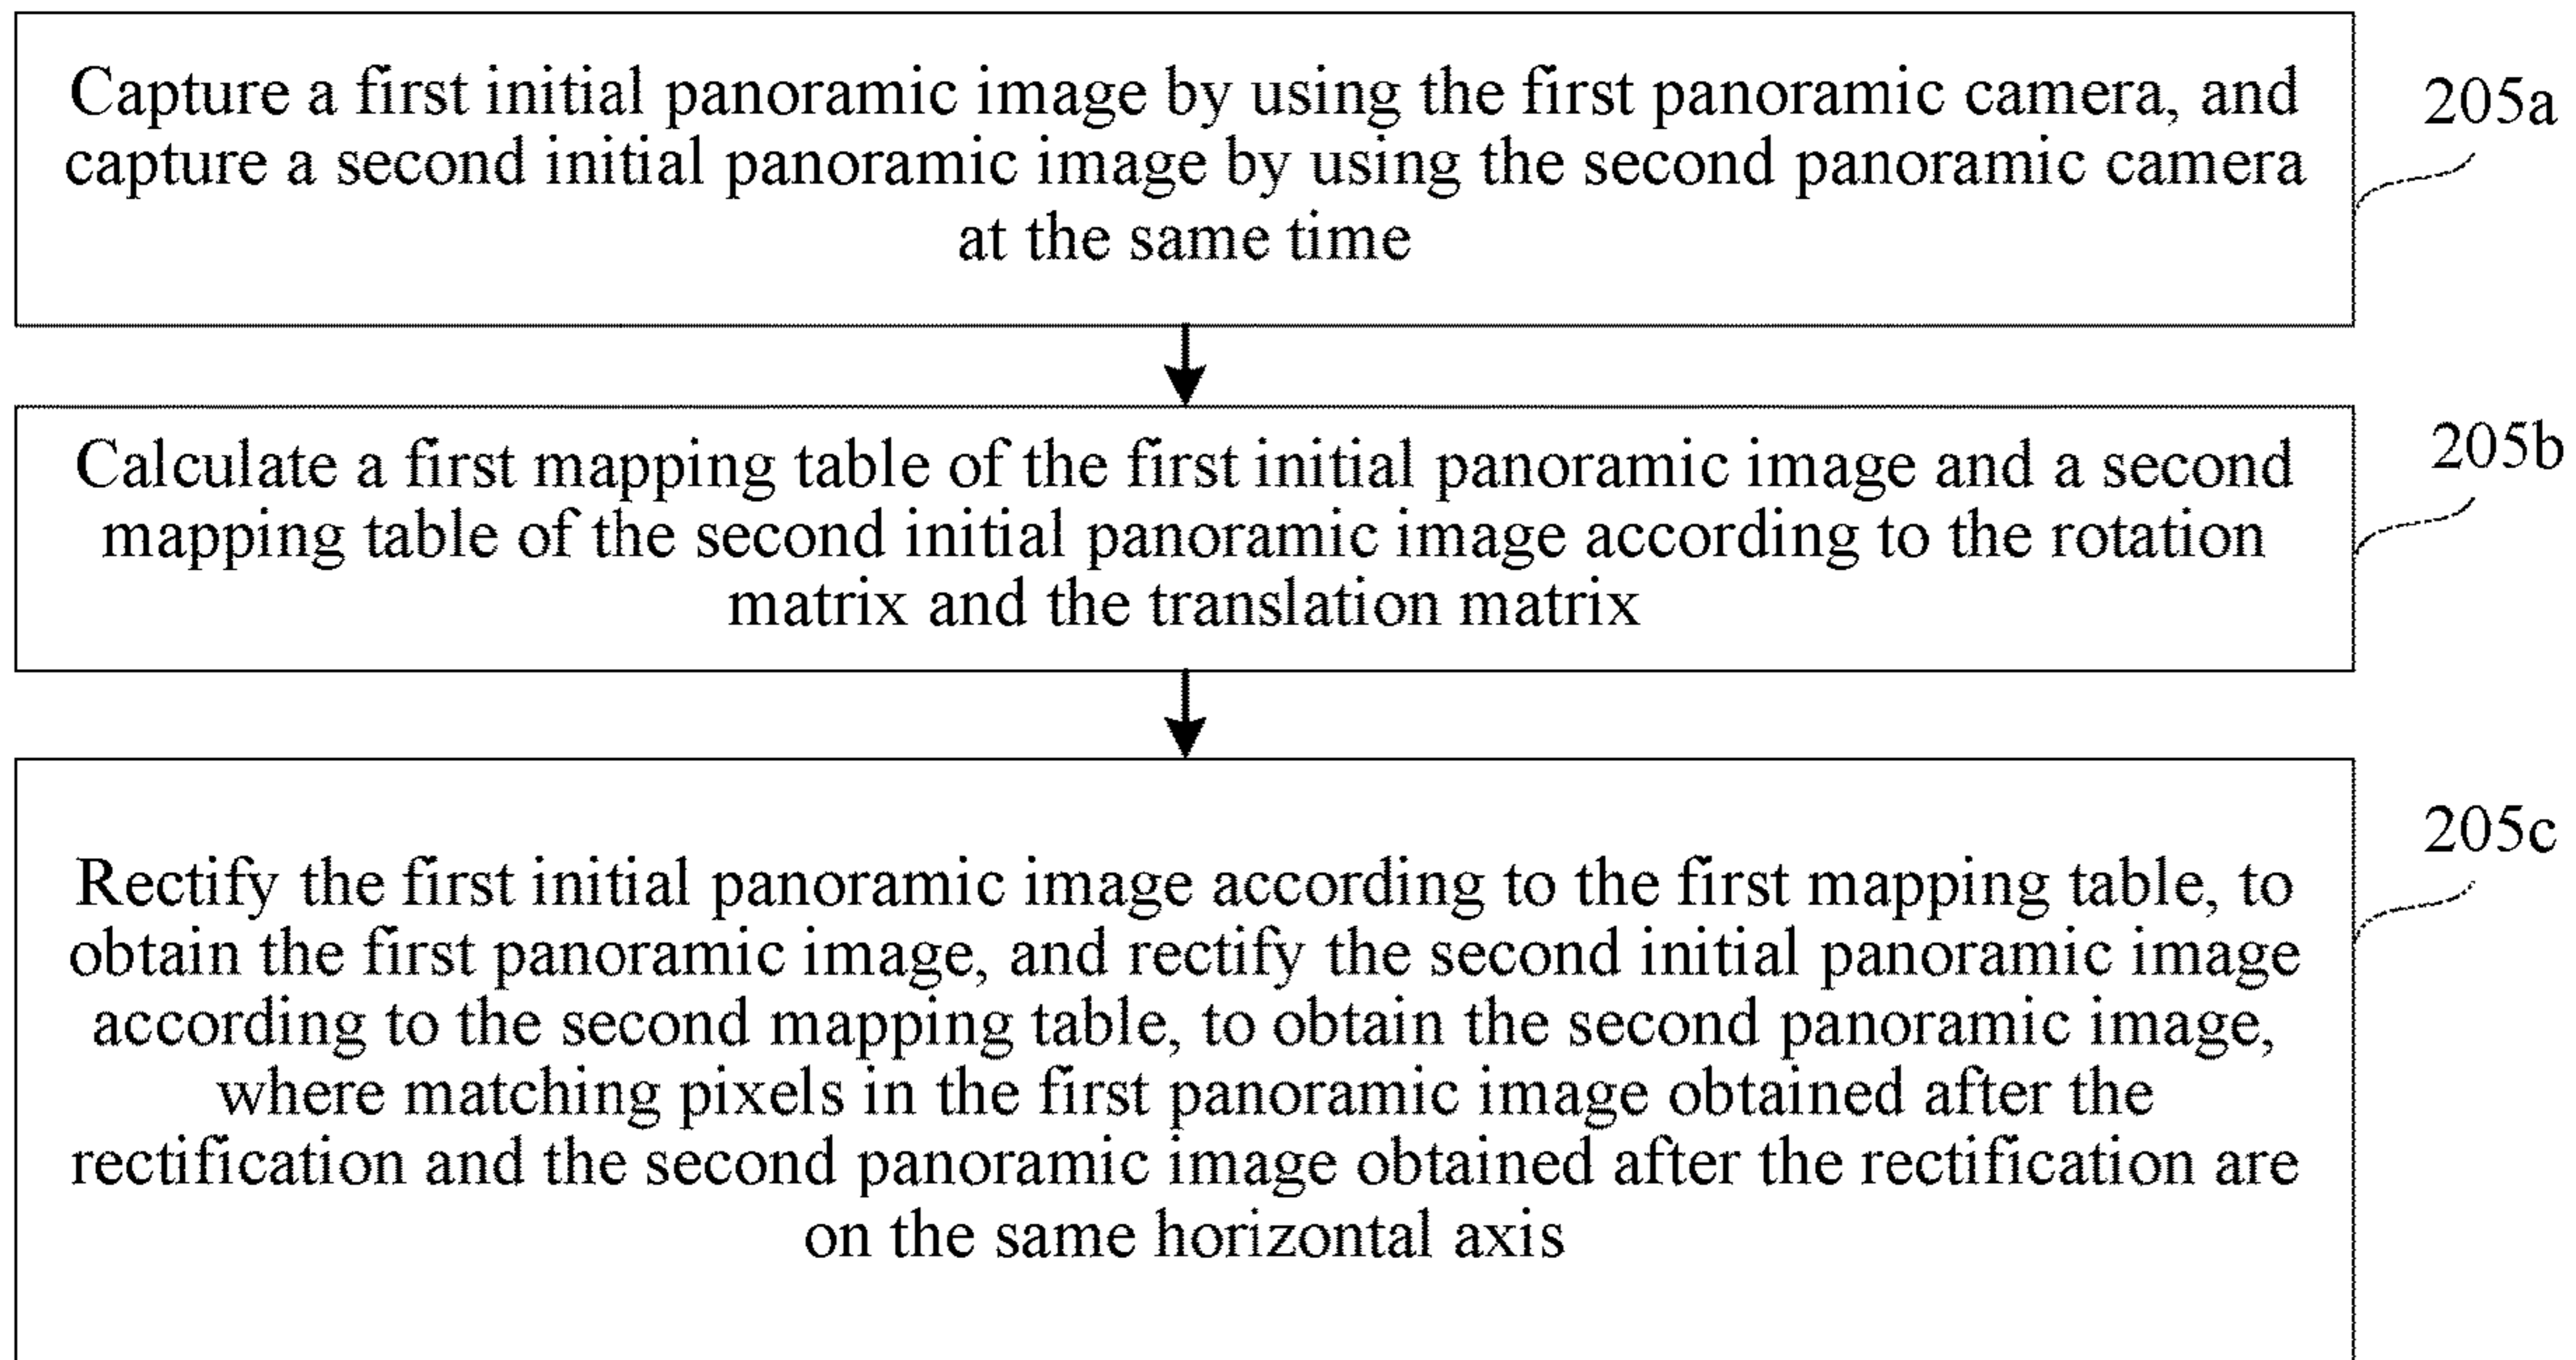 Capture a first initial panoramic image by using the first panoramic camera, and
capture a second initial panoramic image by using the second panoramic camera
at the same time
205a
Calculate a first mapping table of the first initial panoramic image and a second
mapping table of the second initial panoramic image according to the rotation
matrix and the translation matrix
205b
Rectify the first initial panoramic image according to the first mapping table, to
obtain the first panoramic image, and rectify the second initial panoramic image
according to the second mapping table, to obtain the second panoramic image,
where matching pixels in the first panoramic image obtained after the
rectification and the second panoramic image obtained after the rectification are
on the same horizontal axis
205c